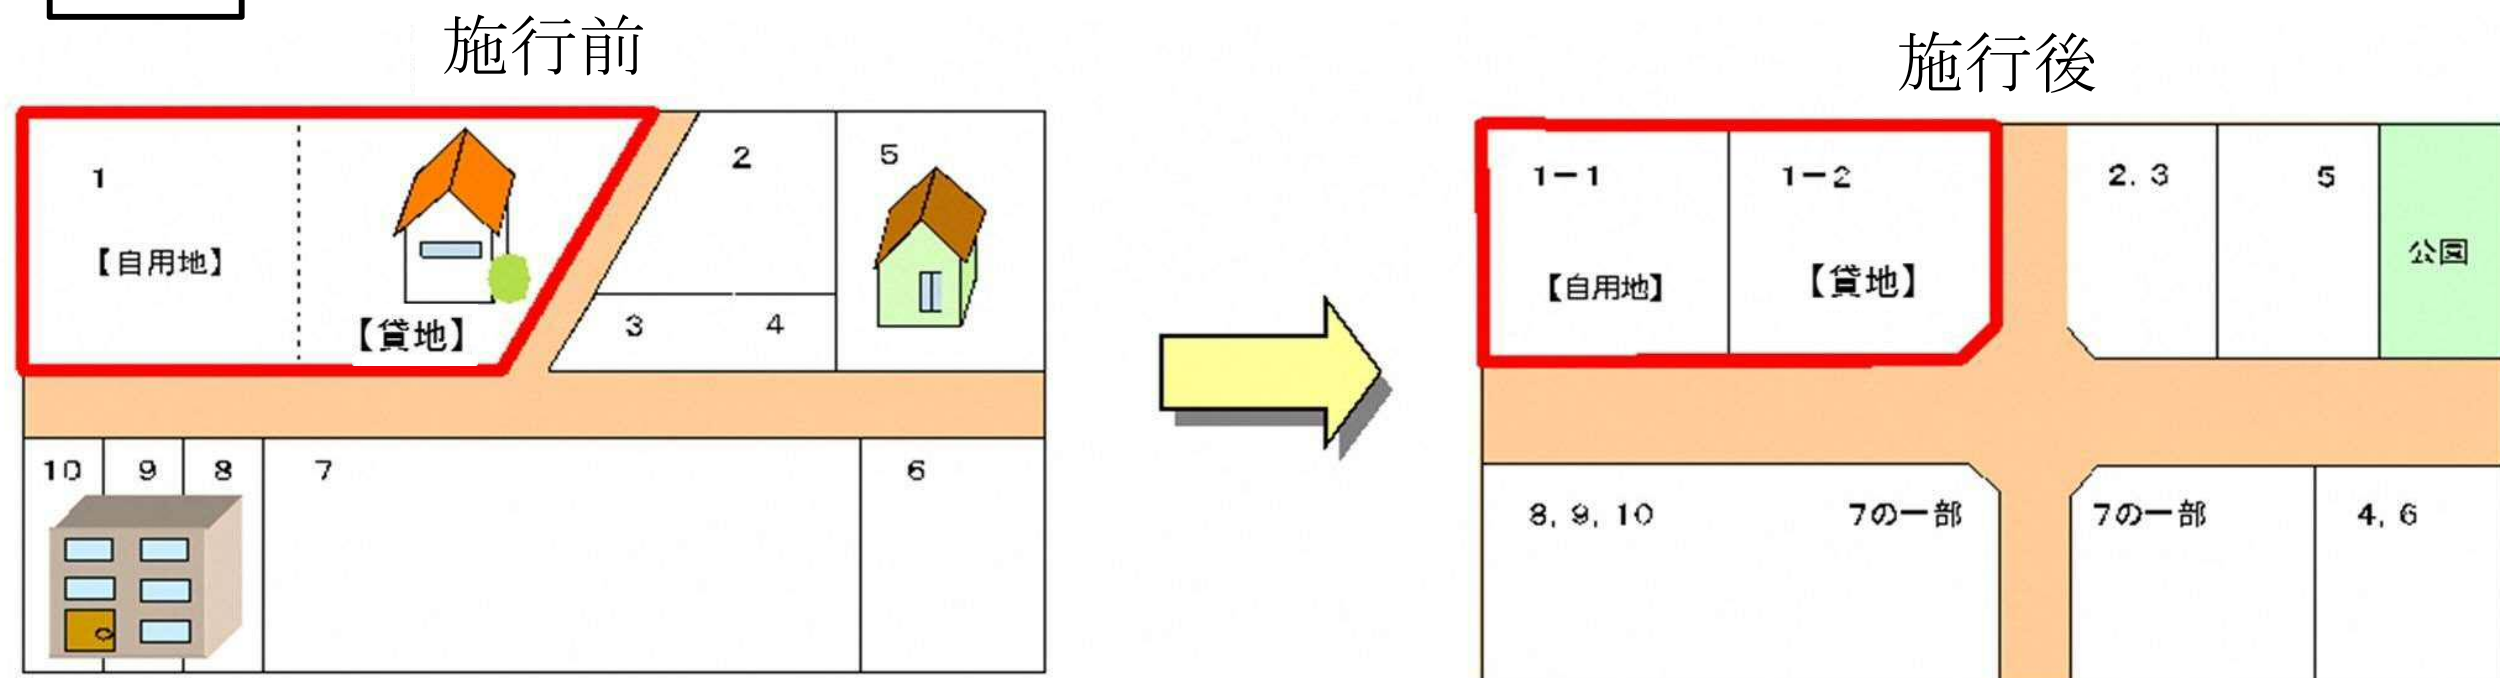 施行前
施行後
1
2
5
【自用地】
【貸地】
3
4
10
9
8
7
6
1-1
1-2
2. 3
5
公園
【自用地】
【貸地】
8, 9, 10
7の一部
7の一部
4, 6